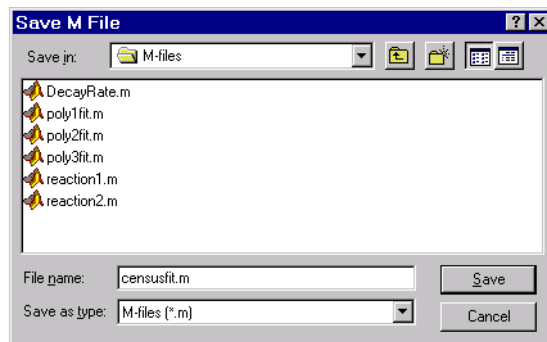 Save M File
Save in: M-files
DecayRate.m
poly1fit.m
poly2fit.m
poly3fit.m
reaction1.m
reaction2.m
File name: censusfit.m Save
Save as type: M-files (*.m) Cancel